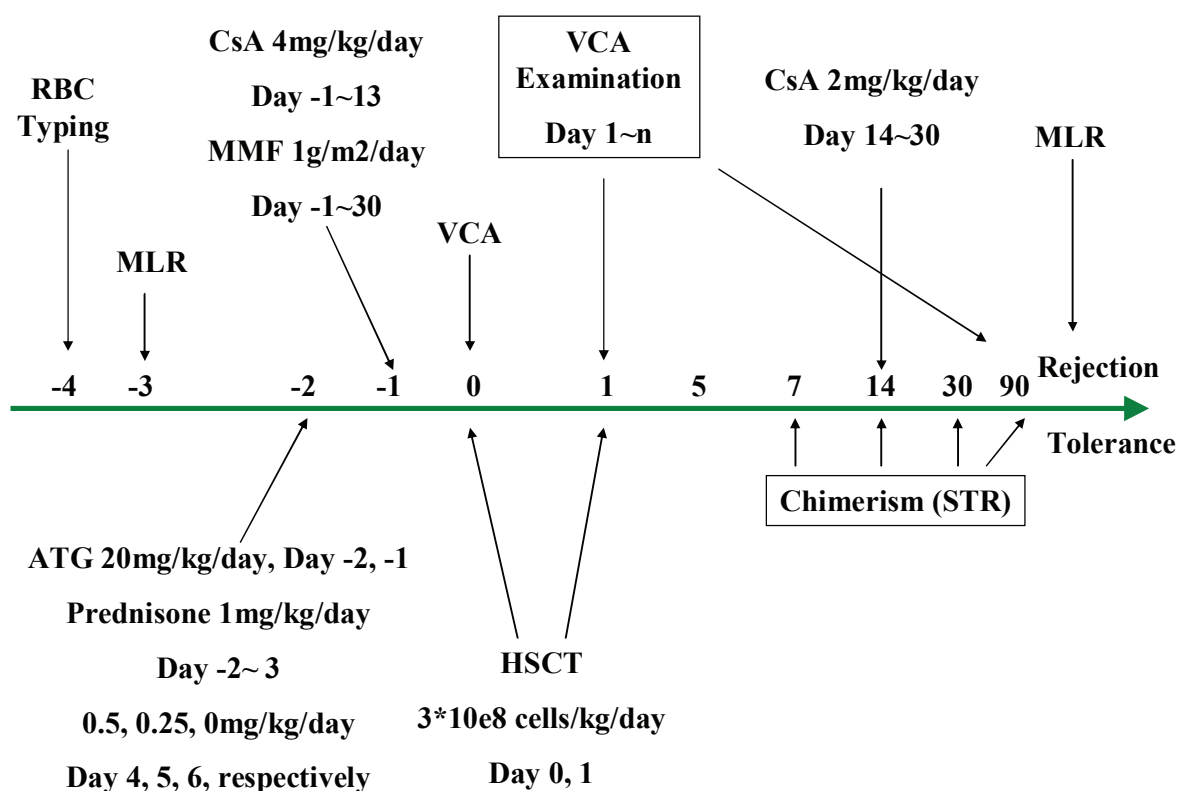 CsA 4mg/kg/day
Day -1~13
MMF 1g/m2/day
Day -1~30
VCA
Examination
Day 1~n
CsA 2mg/kg/day
Day 14~30
RBC
Typing
MLR
MLR
VCA
-4 -3 -2 -1 0 1 5 7 14 30 90
Rejection
Tolerance
Chimerism (STR)
ATG 20mg/kg/day, Day -2, -1
Prednisone 1mg/kg/day
Day -2~ 3
0.5, 0.25, 0mg/kg/day
Day 4, 5, 6, respectively
HSCT
3*10e8 cells/kg/day
Day 0, 1